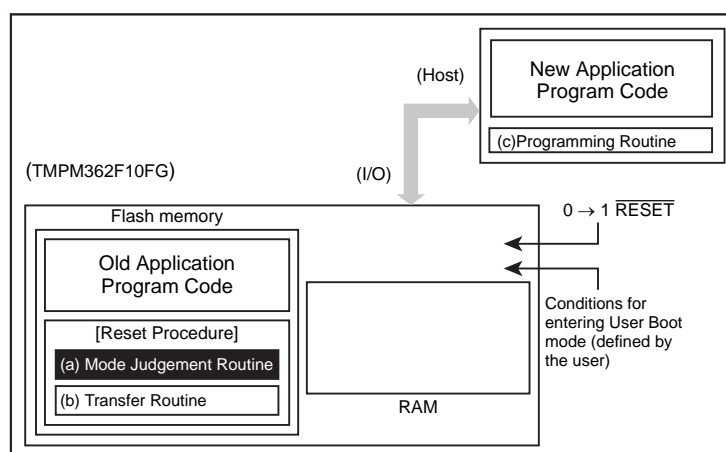 (Host)
New Application
Program Code
(c)Programming Routine
(TMPM362F10FG)
(I/O)
Flash memory
0 → 1 RESET
Old Application
Program Code
[Reset Procedure]
(a) Mode Judgement Routine
(b) Transfer Routine
RAM
Conditions for
entering User Boot
mode (defined by
the user)